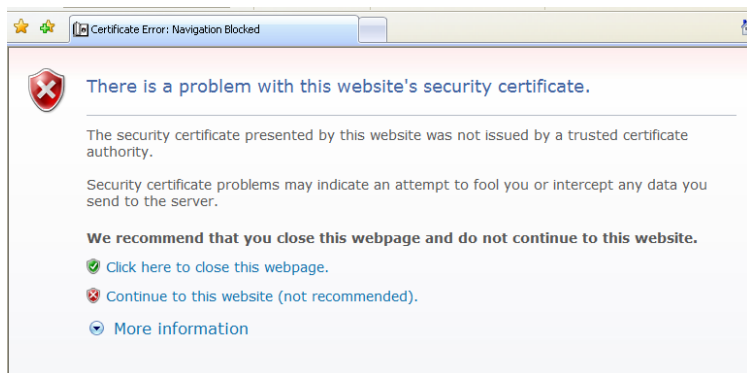 Certificate Error: Navigation Blocked
There is a problem with this website's security certificate.
The security certificate presented by this website was not issued by a trusted certificate
authority.
Security certificate problems may indicate an attempt to fool you or intercept any data you
send to the server.
We recommend that you close this webpage and do not continue to this website.
Click here to close this webpage.
Continue to this website (not recommended).
More information